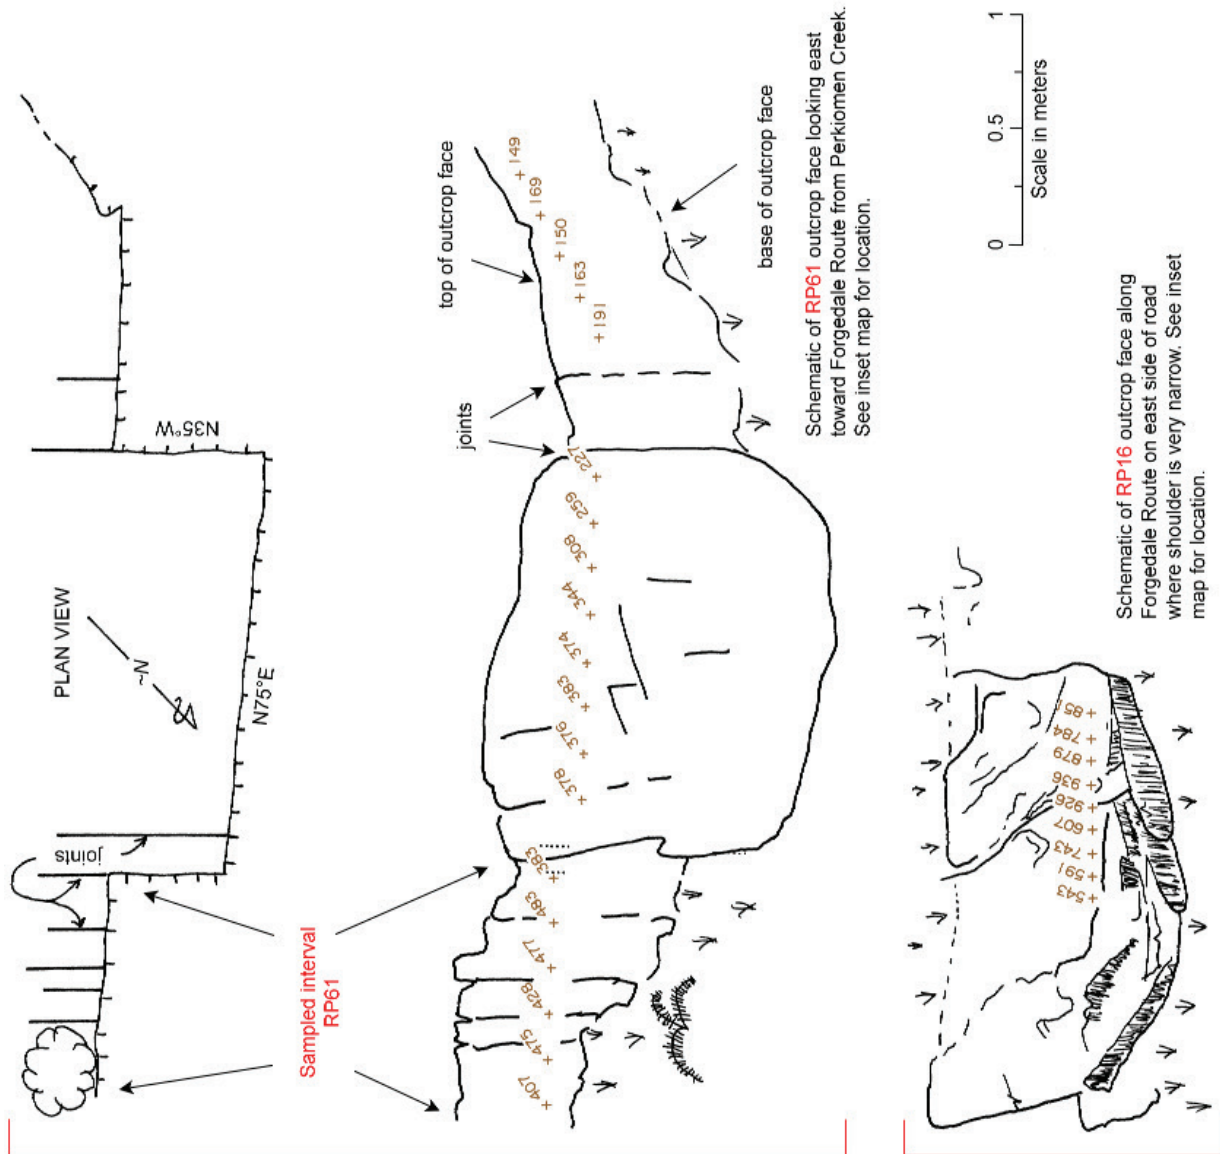 PLAN VIEW
~N~
N35°W
N75°E
joints
Sampled interval
RP61
top of outcrop face
joints
base of outcrop face
+407
+475
+428
+477
+483
+383
+378
+376
+383
+374
+344
+308
+259
+227
+191
+163
+150
+169
+149
Schematic of RP61 outcrop face looking east
toward Forgedale Route from Perkiomen Creek.
See inset map for location.
0
0.5
1
Scale in meters
+543
+591
+743
+607
+926
+936
+879
+784
+851
Schematic of RP16 outcrop face along
Forgedale Route on east side of road
where shoulder is very narrow. See inset
map for location.